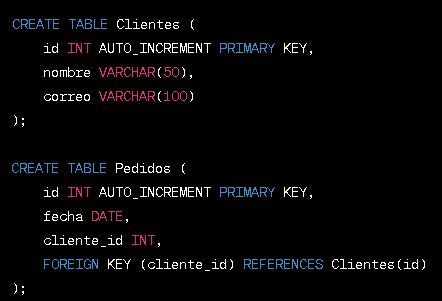 CREATE TABLE Clientes (
    id INT AUTO_INCREMENT PRIMARY KEY,
    nombre VARCHAR(50),
    correo VARCHAR(100)
);
CREATE TABLE Pedidos (
    id INT AUTO_INCREMENT PRIMARY KEY,
    fecha DATE,
    cliente_id INT,
    FOREIGN KEY (cliente_id) REFERENCES Clientes(id)
);